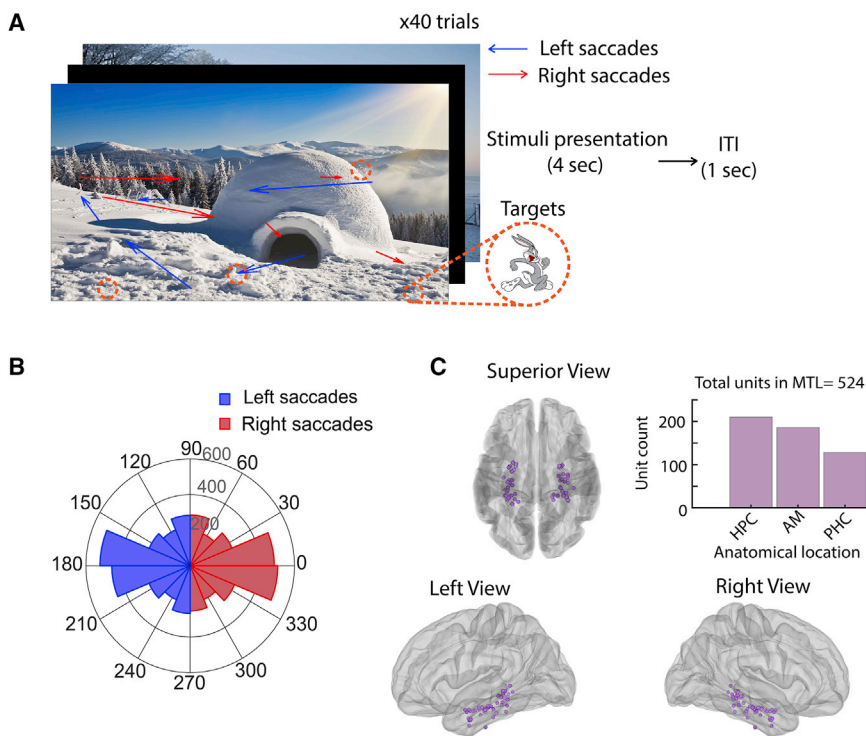 A
x40 trials
Left saccades
Right saccades
Stimuli presentation
(4 sec)
ITI
(1 sec)
Targets
B
Left saccades
Right saccades
90
60
30
0
330
300
270
240
210
180
150
120
600
400
200
C
Superior View
Total units in MTL= 524
Unit count
200
100
0
HPC
AM
PHC
Anatomical location
Left View
Right View